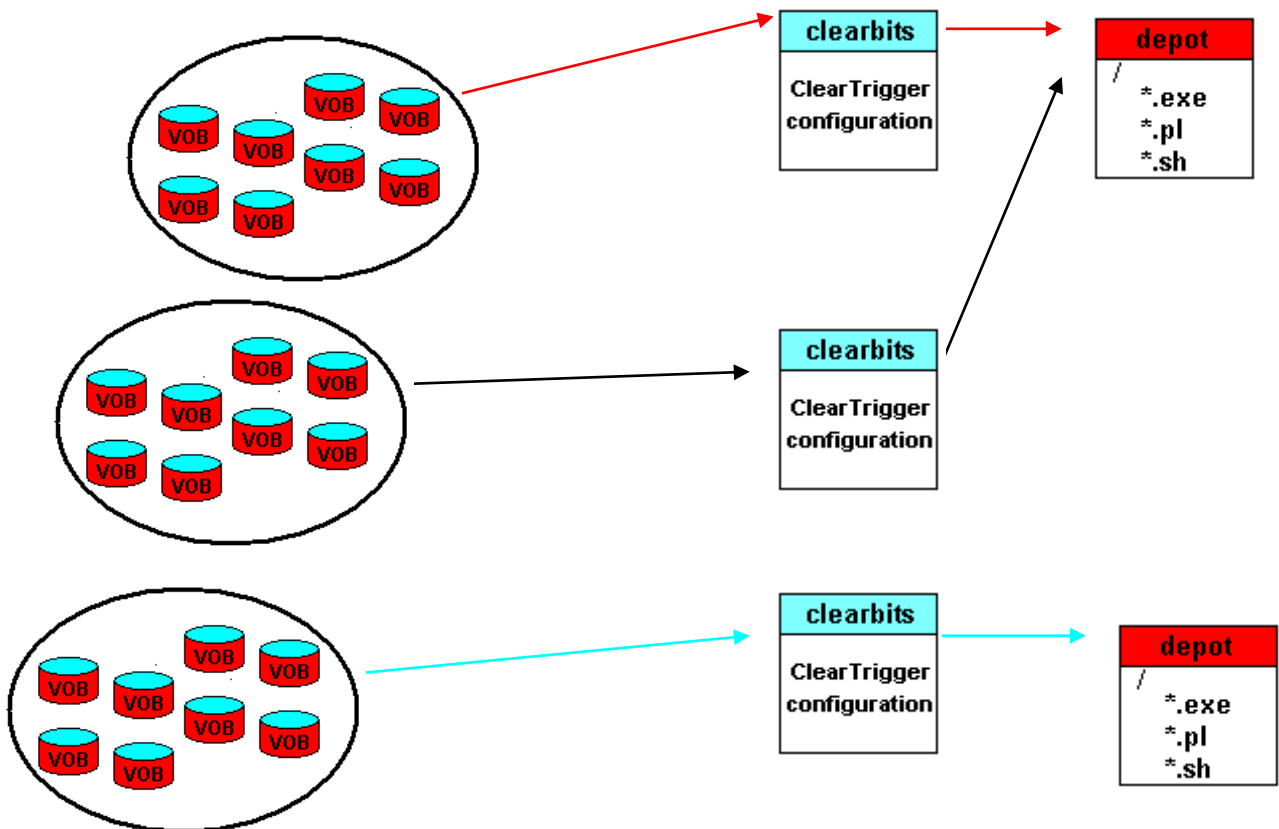 clearbits
ClearTrigger
configuration
depot
/
*.exe
*.pl
*.sh
VOB
VOB
VOB
VOB
VOB
VOB
VOB
VOB
clearbits
ClearTrigger
configuration
VOB
VOB
VOB
VOB
VOB
VOB
VOB
VOB
clearbits
ClearTrigger
configuration
depot
/
*.exe
*.pl
*.sh
VOB
VOB
VOB
VOB
VOB
VOB
VOB
VOB